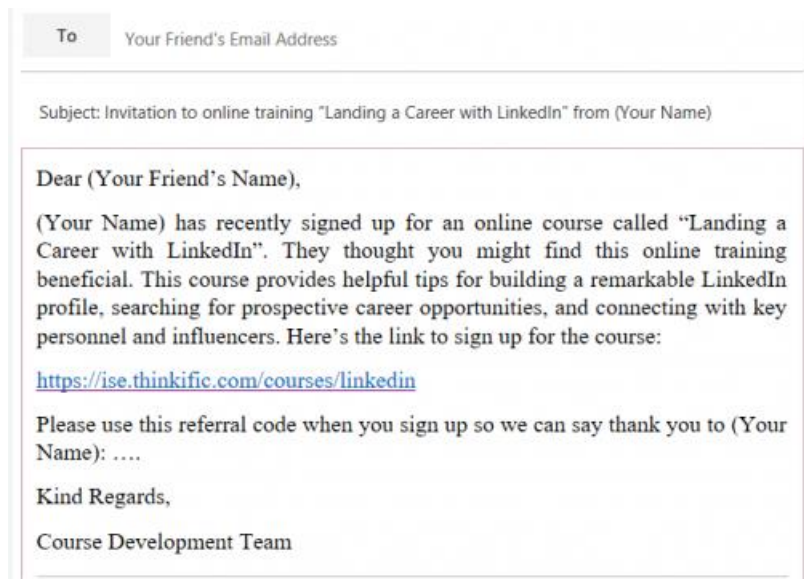 To
Your Friend's Email Address
Subject: Invitation to online training "Landing a Career with LinkedIn" from (Your Name)
Dear (Your Friend’s Name),
(Your Name) has recently signed up for an online course called “Landing a
Career with LinkedIn”. They thought you might find this online training
beneficial. This course provides helpful tips for building a remarkable LinkedIn
profile, searching for prospective career opportunities, and connecting with key
personnel and influencers. Here’s the link to sign up for the course:
https://ise.thinkific.com/courses/linkedin
Please use this referral code when you sign up so we can say thank you to (Your
Name): ….
Kind Regards,
Course Development Team